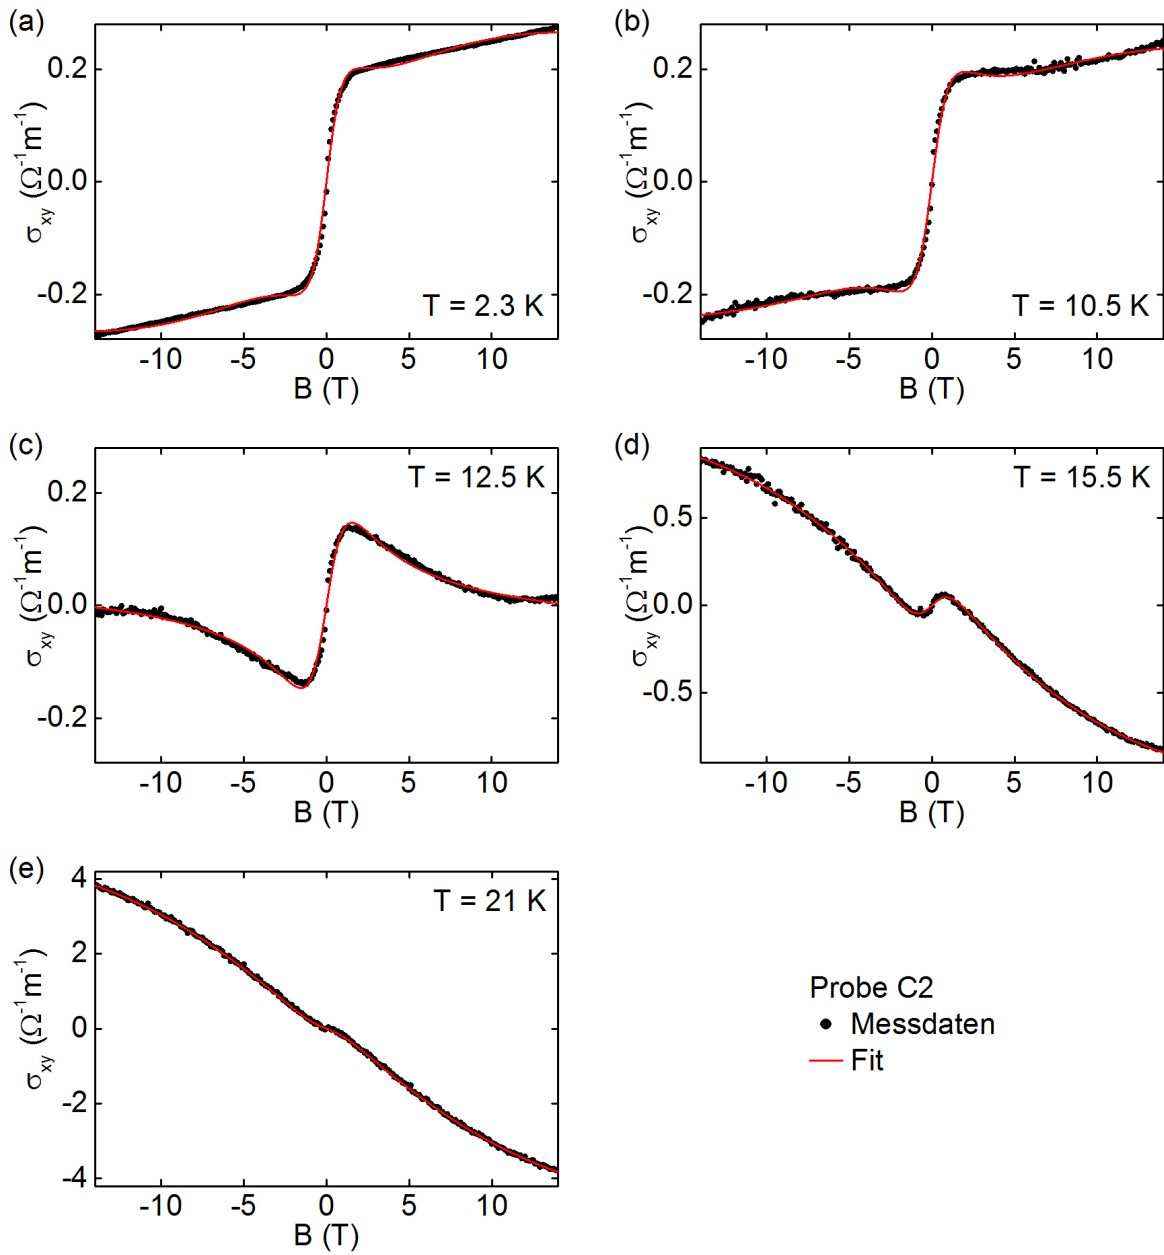 (a)
0.2
0.0
-0.2
σxy (Ω⁻¹m⁻¹)
T = 2.3 K
-10 -5 0 5 10
B (T)
(b)
0.2
0.0
-0.2
σxy (Ω⁻¹m⁻¹)
T = 10.5 K
-10 -5 0 5 10
B (T)
(c)
0.2
0.0
-0.2
σxy (Ω⁻¹m⁻¹)
T = 12.5 K
-10 -5 0 5 10
B (T)
(d)
0.5
0.0
-0.5
σxy (Ω⁻¹m⁻¹)
T = 15.5 K
-10 -5 0 5 10
B (T)
(e)
4
2
0
-2
-4
σxy (Ω⁻¹m⁻¹)
T = 21 K
-10 -5 0 5 10
B (T)
Probe C2
Messdaten
Fit